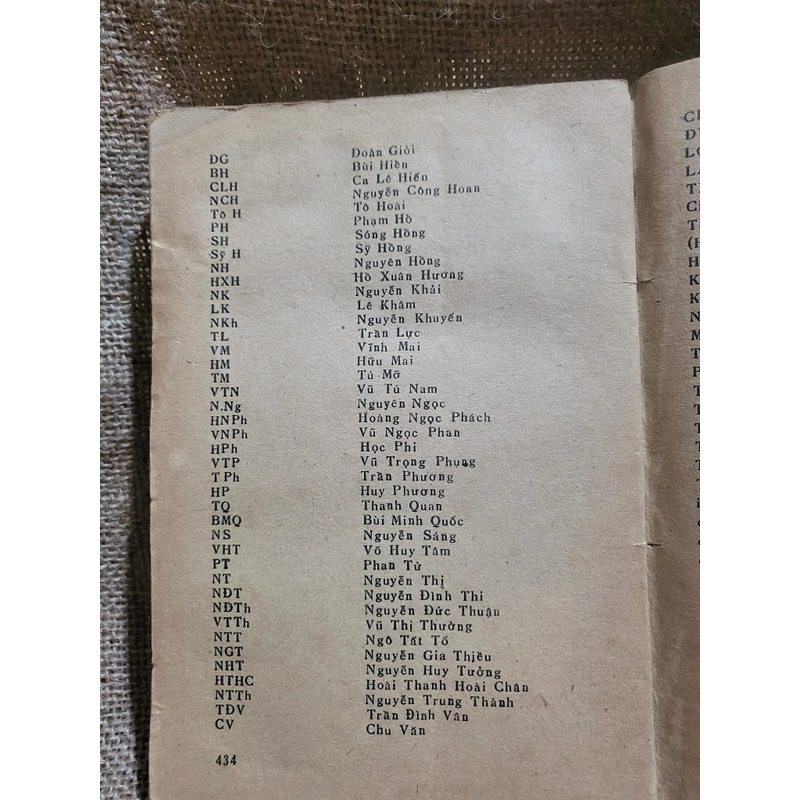 ĐG Đoàn Giỏi
BH Bùi Hiển
CLH Ca Lê Hiến
NCH Nguyễn Công Hoan
Tô H Tô Hoài
PH Phạm Hổ
SH Sóng Hồng
Sỹ H Sỹ Hồng
NH Nguyên Hồng
HXH Hồ Xuân Hương
NK Nguyễn Khải
LK Lê Khâm
NKh Nguyễn Khuyến
TL Trần Lực
VM Vĩnh Mai
HM Hữu Mai
TM Tú Mỡ
VTN Vũ Tú Nam
N.Ng Nguyên Ngọc
HNPh Hoàng Ngọc Phách
VNPh Vũ Ngọc Phan
HPh Học Phi
VTP Vũ Trọng Phụng
TPh Trần Phương
HP Huy Phương
TQ Thanh Quan
BMQ Bùi Minh Quốc
NS Nguyễn Sáng
VHT Võ Huy Tâm
PT Phan Tứ
NT Nguyễn Thị
NĐT Nguyễn Đình Thi
NĐTh Nguyễn Đức Thuận
VTTh Vũ Thị Thường
NTT Ngô Tất Tố
NGT Nguyễn Gia Thiều
NHT Nguyễn Huy Tưởng
HTHC Hoài Thanh Hoài Chân
NTTh Nguyễn Trung Thành
TĐV Trần Đình Vân
CV Chu Văn
434